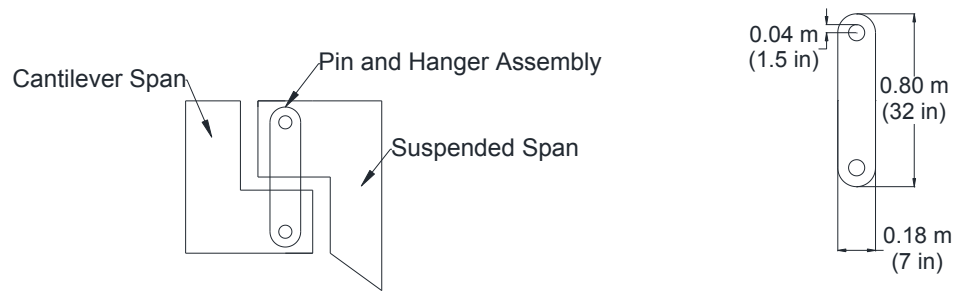 Cantilever Span
Pin and Hanger Assembly
Suspended Span
0.04 m
(1.5 in)
0.80 m
(32 in)
0.18 m
(7 in)